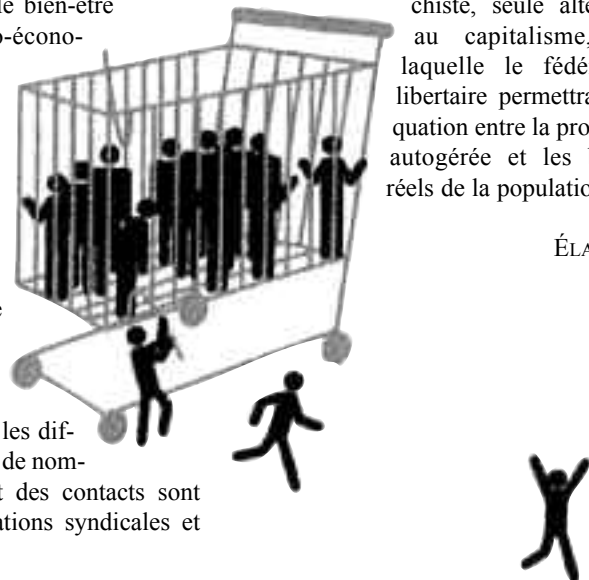 le bien-être
o-écono-
e
les dif-
de nom-
t des contacts sont
ations syndicales et
chiste, seule alte
au capitalisme,
laquelle le fédé
libertaire permettra
quation entre la pro
autogérée et les
réels de la populatio
ÉLA